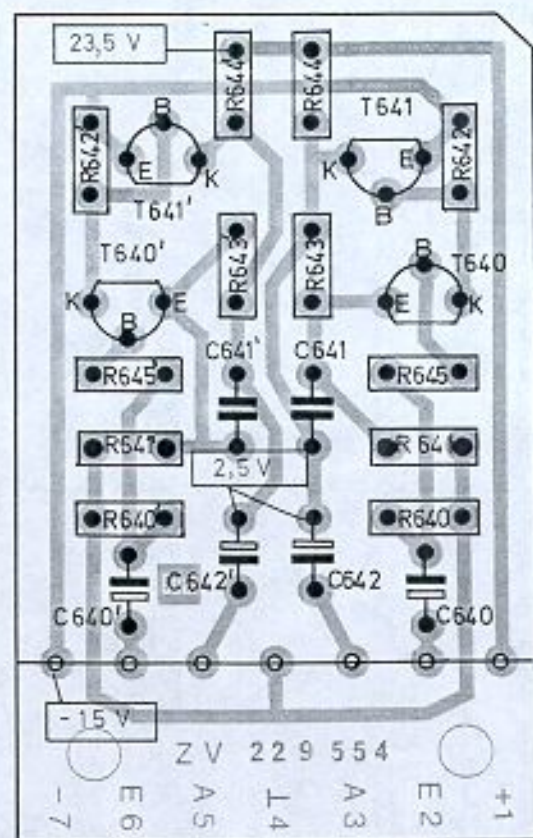 23,5 V
R644' R644
R642' B T641 R642
E K K E
T641' B
T640' R643' R643 B T640
K E E K
B
C641' C641
R645' R645
R641' R641
2,5 V
R640' R640
C640' C642' C642 C640
-15 V
ZV 229 554
-7 E6 A5 ⊥4 A3 E2 +1